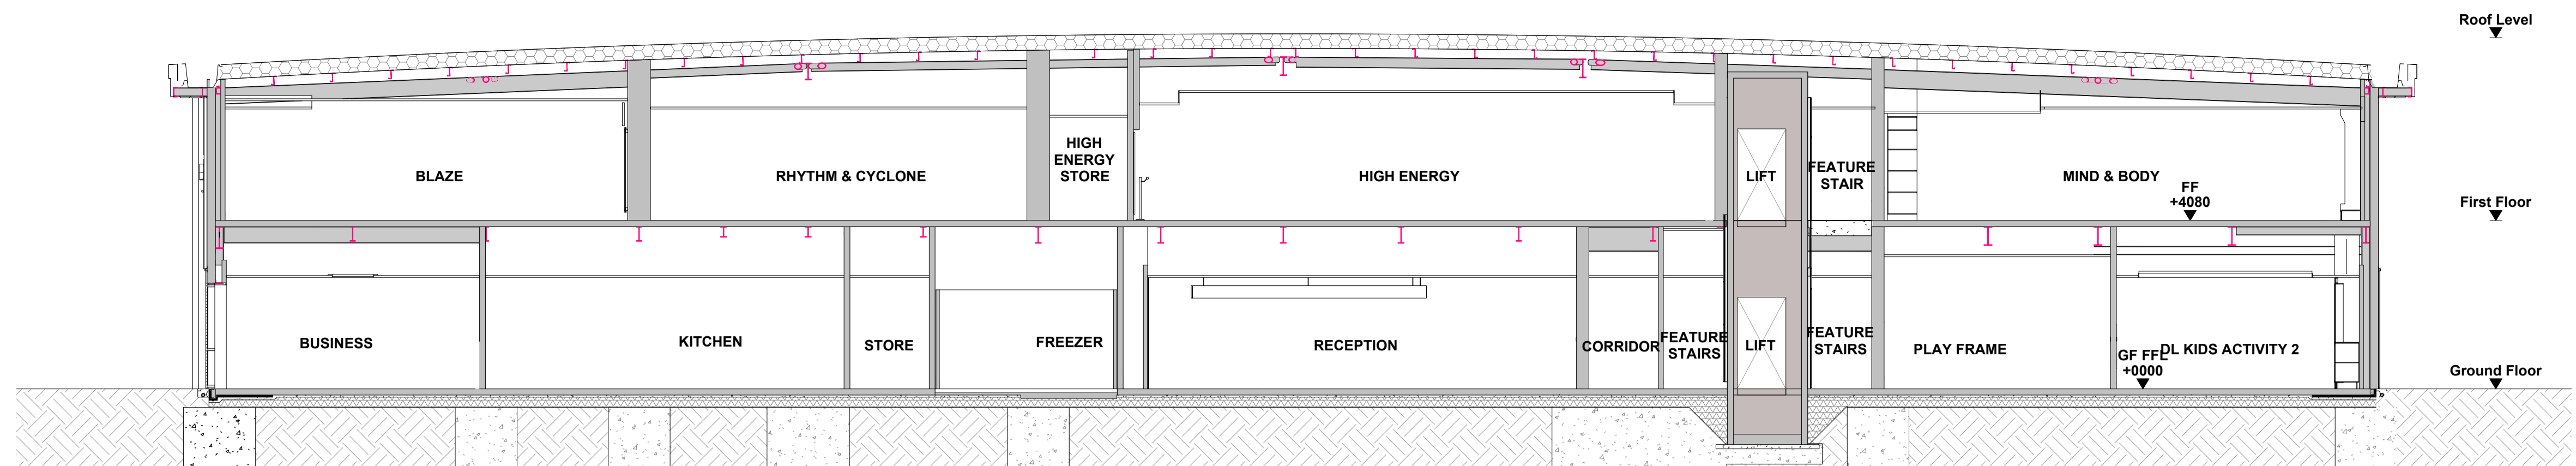 Roof Level
BLAZE
RHYTHM & CYCLONE
HIGH
ENERGY
STORE
HIGH ENERGY
LIFT
FEATURE
STAIR
MIND & BODY
FF
+4080
First Floor
BUSINESS
KITCHEN
STORE
FREEZER
RECEPTION
CORRIDOR
FEATURE
STAIRS
LIFT
FEATURE
STAIRS
PLAY FRAME
GF FFL
+0000
DL KIDS ACTIVITY 2
Ground Floor